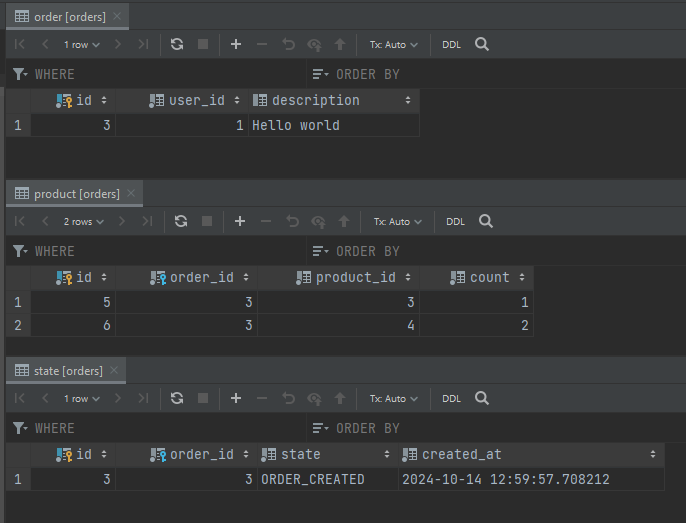 order [orders]
1 row Tx: Auto DDL
WHERE ORDER BY
id user_id description
1 3 1 Hello world
product [orders]
2 rows Tx: Auto DDL
WHERE ORDER BY
id order_id product_id count
1 5 3 3 1
2 6 3 4 2
state [orders]
1 row Tx: Auto DDL
WHERE ORDER BY
id order_id state created_at
1 3 3 ORDER_CREATED 2024-10-14 12:59:57.708212